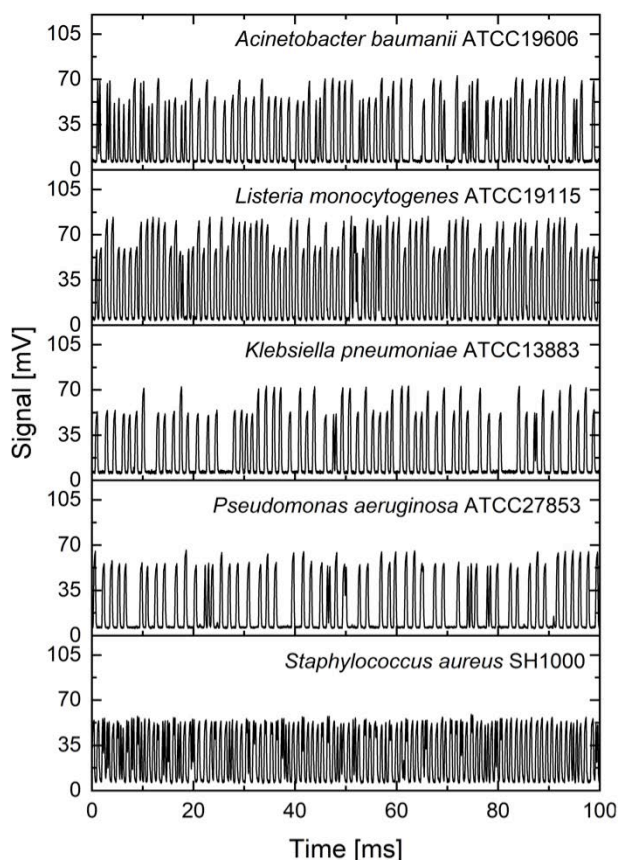 105
Acinetobacter baumanii ATCC19606
70
35
0
105
Listeria monocytogenes ATCC19115
70
35
0
105
Klebsiella pneumoniae ATCC13883
70
35
0
105
Pseudomonas aeruginosa ATCC27853
70
35
0
105
Staphylococcus aureus SH1000
70
35
0
Signal [mV]
0 20 40 60 80 100
Time [ms]